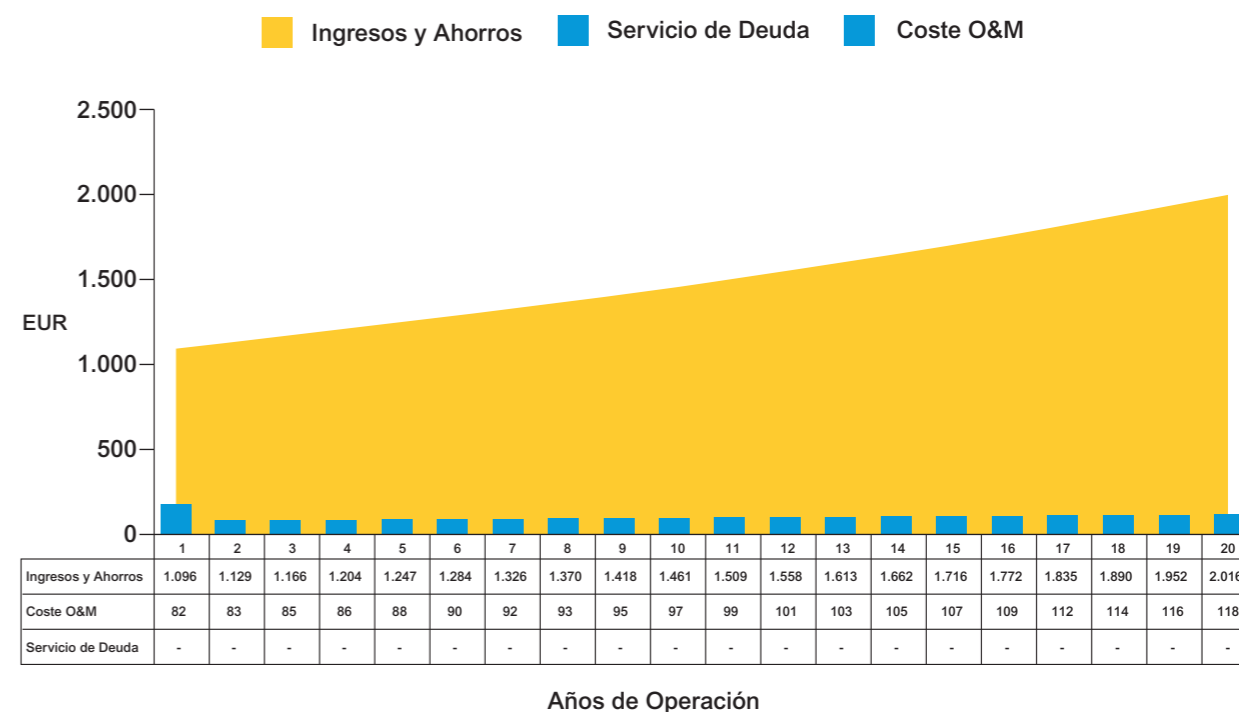 Ingresos y Ahorros Servicio de Deuda Coste O&M
2.500
2.000
1.500
EUR
1.000
500
0
1 2 3 4 5 6 7 8 9 10 11 12 13 14 15 16 17 18 19 20
Ingresos y Ahorros 1.096 1.129 1.166 1.204 1.247 1.284 1.326 1.370 1.418 1.461 1.509 1.558 1.613 1.662 1.716 1.772 1.835 1.890 1.952 2.016
Coste O&M 82 83 85 86 88 90 92 93 95 97 99 101 103 105 107 109 112 114 116 118
Servicio de Deuda - - - - - - - - - - - - - - - - - - - -
Años de Operación